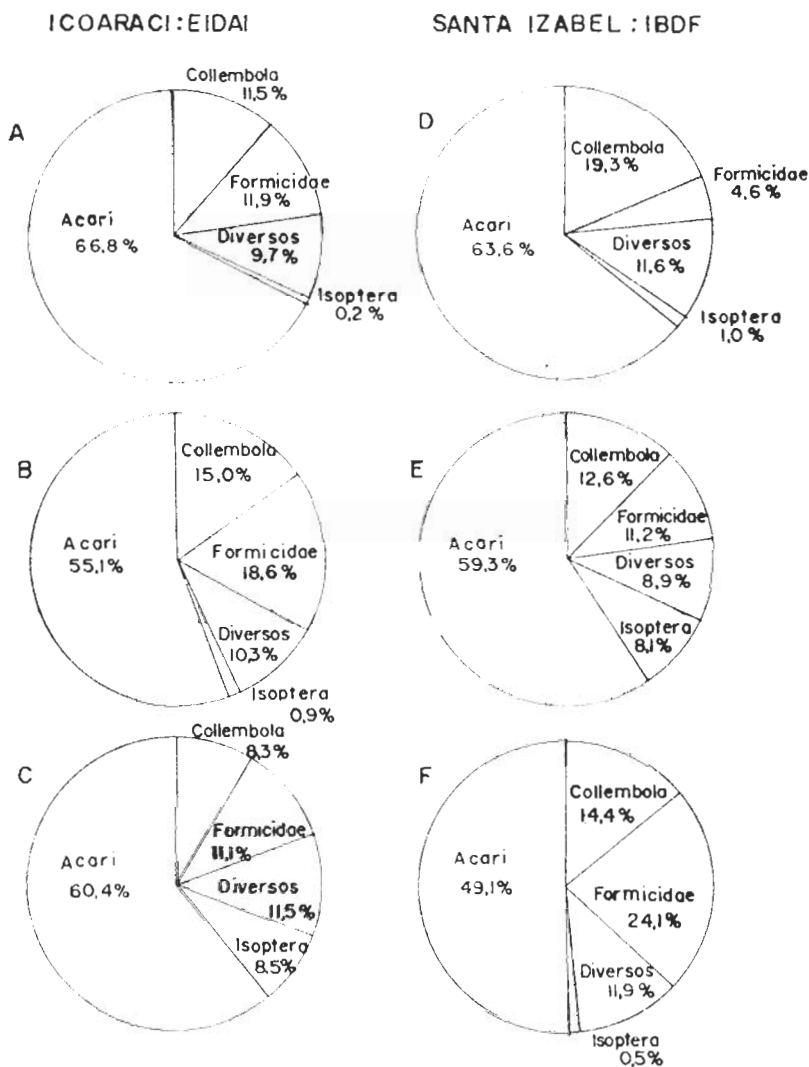 ICOARACI:EIDAI
A
Collembola
11,5%
Formicidae
11,9%
Acari
66,8%
Diversos
9,7%
Isoptera
0,2%
B
Collembola
15,0%
Acari
55,1%
Formicidae
18,6%
Diversos
10,3%
Isoptera
0,9%
C
Collembola
8,3%
Formicidae
11,1%
Acari
60,4%
Diversos
11,5%
Isoptera
8,5%
SANTA IZABEL : IBDF
D
Collembola
19,3%
Formicidae
4,6%
Acari
63,6%
Diversos
11,6%
Isoptera
1,0%
E
Collembola
12,6%
Formicidae
11,2%
Acari
59,3%
Diversos
8,9%
Isoptera
8,1%
F
Collembola
14,4%
Acari
49,1%
Formicidae
24,1%
Diversos
11,9%
Isoptera
0,5%